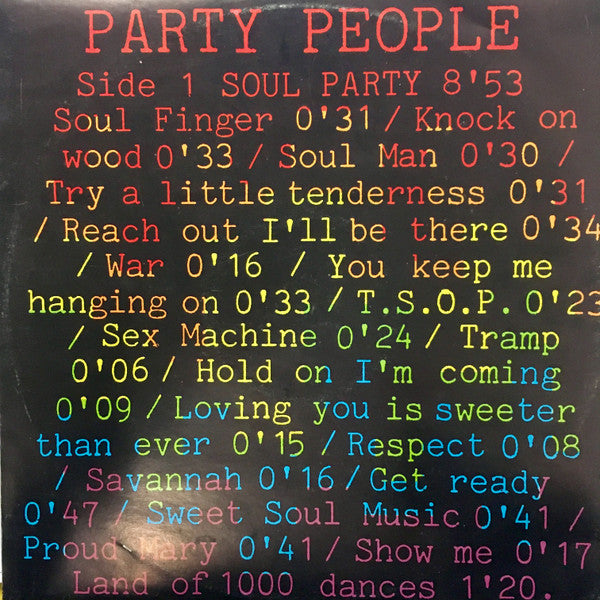 PARTY PEOPLE
Side 1 SOUL PARTY 8'53
Soul Finger 0'31 / Knock on
wood 0'33 / Soul Man 0'30 /
Try a little tenderness 0'31
/ Reach out I'll be there 0'34
/ War 0'16 / You keep me
hanging on 0'33 / T.S.O.P. 0'23
/ Sex Machine 0'24 / Tramp
0'06 / Hold on I'm coming
0'09 / Loving you is sweeter
than ever 0'15 / Respect 0'08
/ Savannah 0'16 / Get ready
0'47 / Sweet Soul Music 0'41 /
Proud Mary 0'41 / Show me 0'17
Land of 1000 dances 1'20.